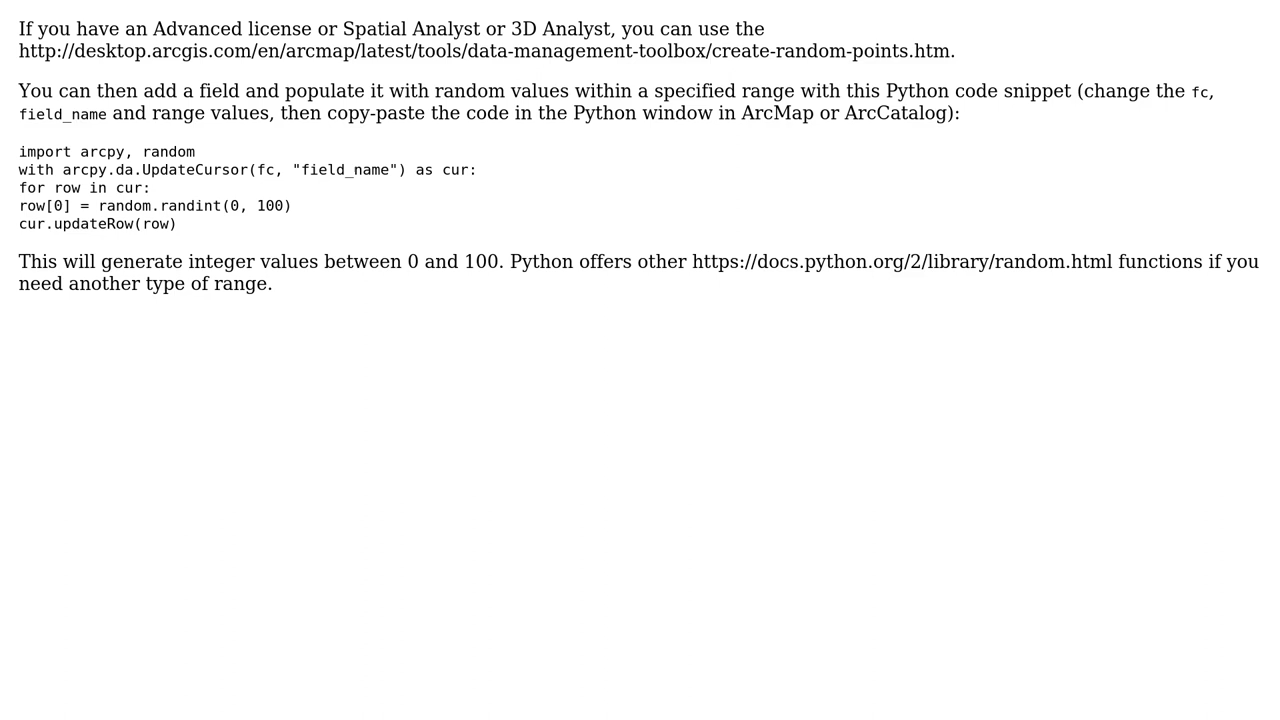 If you have an Advanced license or Spatial Analyst or 3D Analyst, you can use the
http://desktop.arcgis.com/en/arcmap/latest/tools/data-management-toolbox/create-random-points.htm.
You can then add a field and populate it with random values within a specified range with this Python code snippet (change the fc,
field_name and range values, then copy-paste the code in the Python window in ArcMap or ArcCatalog):
import arcpy, random
with arcpy.da.UpdateCursor(fc, "field_name") as cur:
for row in cur:
row[0] = random.randint(0, 100)
cur.updateRow(row)
This will generate integer values between 0 and 100. Python offers other https://docs.python.org/2/library/random.html functions if you
need another type of range.